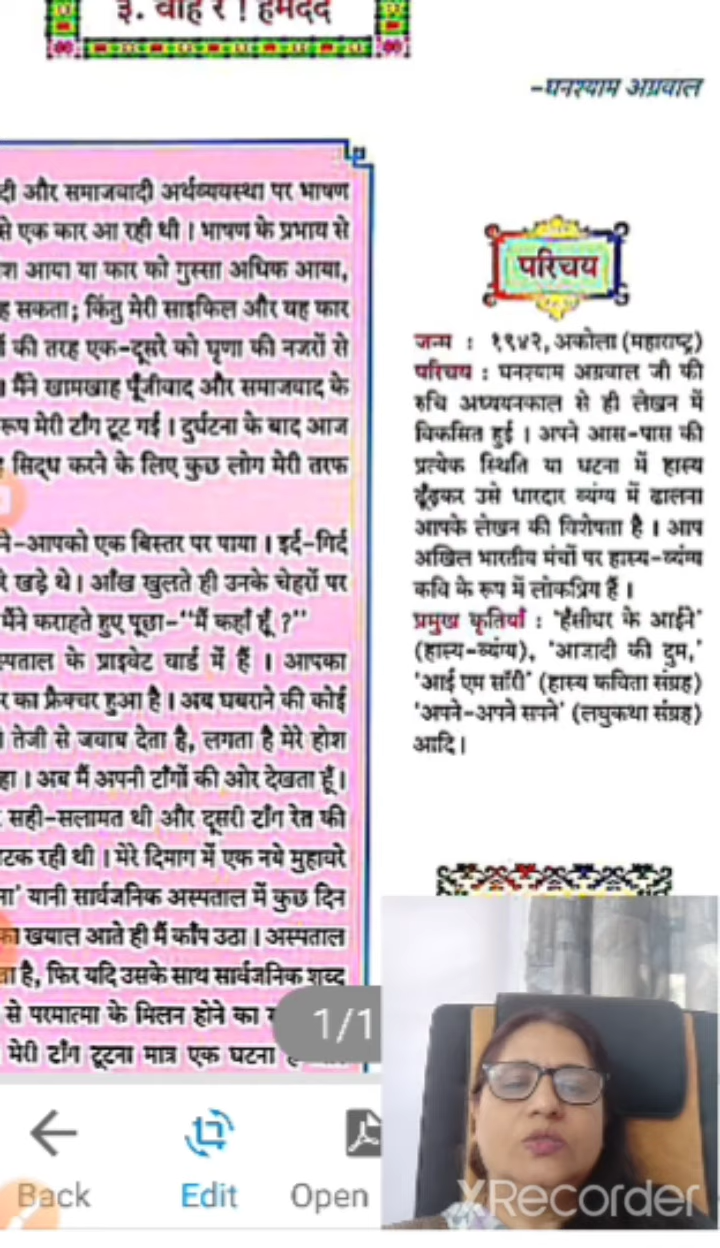 ३. वाह रे ! हमदर्द
-घनश्याम अग्रवाल
दी और समाजवादी अर्थव्ययस्था पर भाषण
से एक कार आ रही थी । भाषण के प्रभाय से
श आया या फार को गुस्सा अधिक आया,
ह सकता ; किंतु मेरी साइकिल और यह फार
की तरह एक-दूसरे को घृणा की नजरों से
। मैंने खामखाह पूँजीवाद और समाजवाद के
रूप मेरी टाँग टूट गई । दुर्घटना के बाद आज
सिद्ध करने के लिए कुछ लोग मेरी तरफ
ने-आपको एक बिस्तर पर पाया । इर्द-गिर्द
रे खड़े थे । आँख खुलते ही उनके चेहरों पर
मैंने कराहते हुए पूछा-“मैं कहाँ हूँ ?”
स्पताल के प्राइवेट वार्ड में हैं । आपका
र का फ्रैक्चर हुआ है । अब घबराने की कोई
तेजी से जवाब देता है, लगता है मेरे होश
हा । अब मैं अपनी टाँगों की ओर देखता हूँ ।
सही-सलामत थी और दूसरी टाँग रेत की
टक रही थी । मेरे दिमाग में एक नये मुहावरे
ना’ यानी सार्वजनिक अस्पताल में कुछ दिन
का खयाल आते ही मैं काँप उठा । अस्पताल
ता है, फिर यदि उसके साथ सार्वजनिक शब्द
से परमात्मा के मिलन होने का
मेरी टाँग टूटना मात्र एक घटना
परिचय
जन्म : १९४२, अकोला (महाराष्ट्र)
परिचय : घनश्याम अग्रवाल जी की
रुचि अध्ययनकाल से ही लेखन में
विकसित हुई । अपने आस-पास की
प्रत्येक स्थिति या घटना में हास्य
ढूँढ़कर उसे धारदार व्यंग्य में ढालना
आपके लेखन की विशेषता है । आप
अखिल भारतीय मंचों पर हास्य-व्यंग्य
कवि के रूप में लोकप्रिय हैं ।
प्रमुख कृतियाँ : ‘हँसीघर के आईने’
(हास्य-व्यंग्य), ‘आजादी की दुम,’
‘आई एम सॉरी’ (हास्य कविता संग्रह)
‘अपने-अपने सपने’ (लघुकथा संग्रह)
आदि ।
1/1
Back
Edit
Open
XRecorder